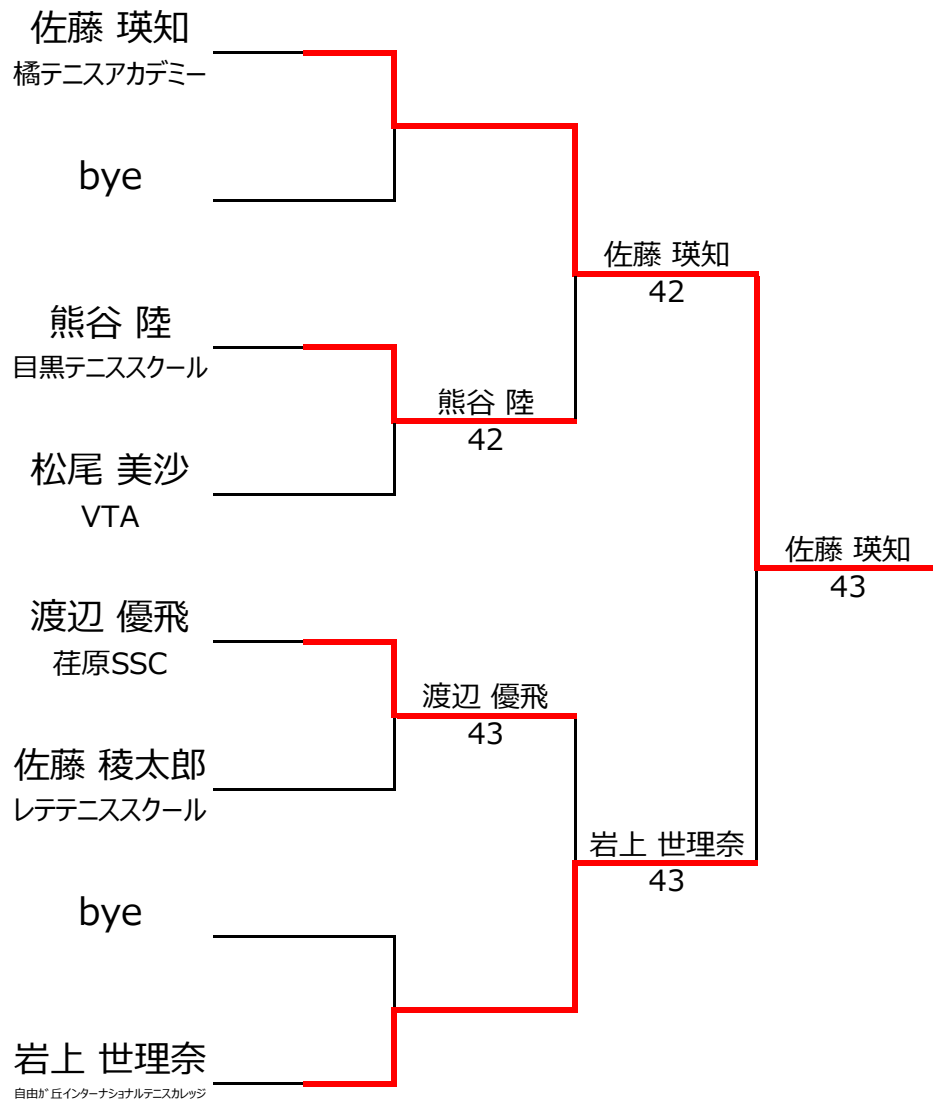 佐藤 瑛知
橘テニスアカデミー
bye
佐藤 瑛知
42
熊谷 陸
目黒テニススクール
熊谷 陸
42
松尾 美沙
VTA
佐藤 瑛知
43
渡辺 優飛
荏原SSC
渡辺 優飛
43
佐藤 稜太郎
レテテニススクール
岩上 世理奈
43
bye
岩上 世理奈
自由が丘インターナショナルテニスカレッジ